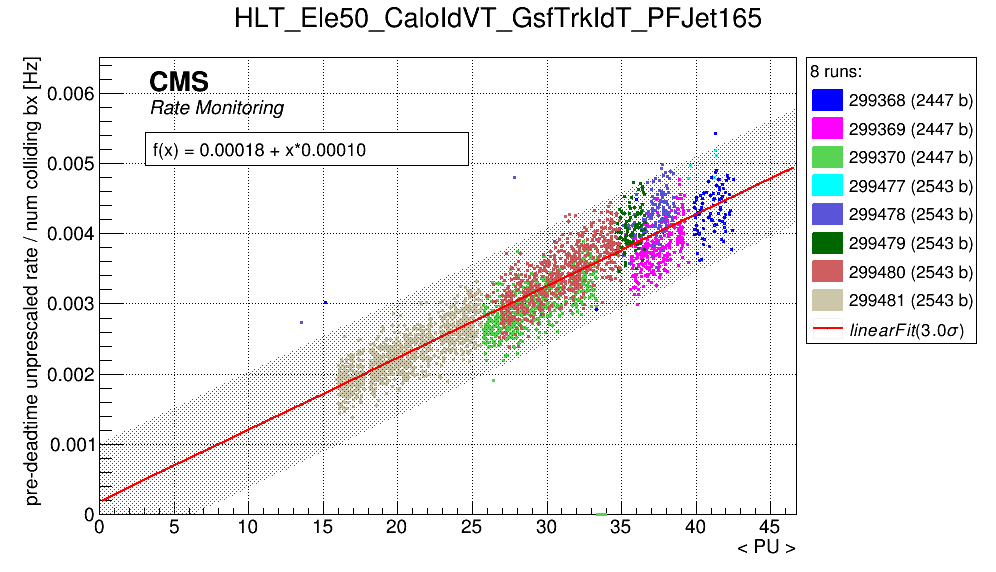 HLT_Ele50_CaloIdVT_GsfTrkIdT_PFJet165
pre-deadtime unprescaled rate / num colliding bx [Hz]
CMS
Rate Monitoring
f(x) = 0.00018 + x*0.00010
0.006
0.005
0.004
0.003
0.002
0.001
0
0 5 10 15 20 25 30 35 40 45
< PU >
8 runs:
299368 (2447 b)
299369 (2447 b)
299370 (2447 b)
299477 (2543 b)
299478 (2543 b)
299479 (2543 b)
299480 (2543 b)
299481 (2543 b)
linearFit(3.0σ)